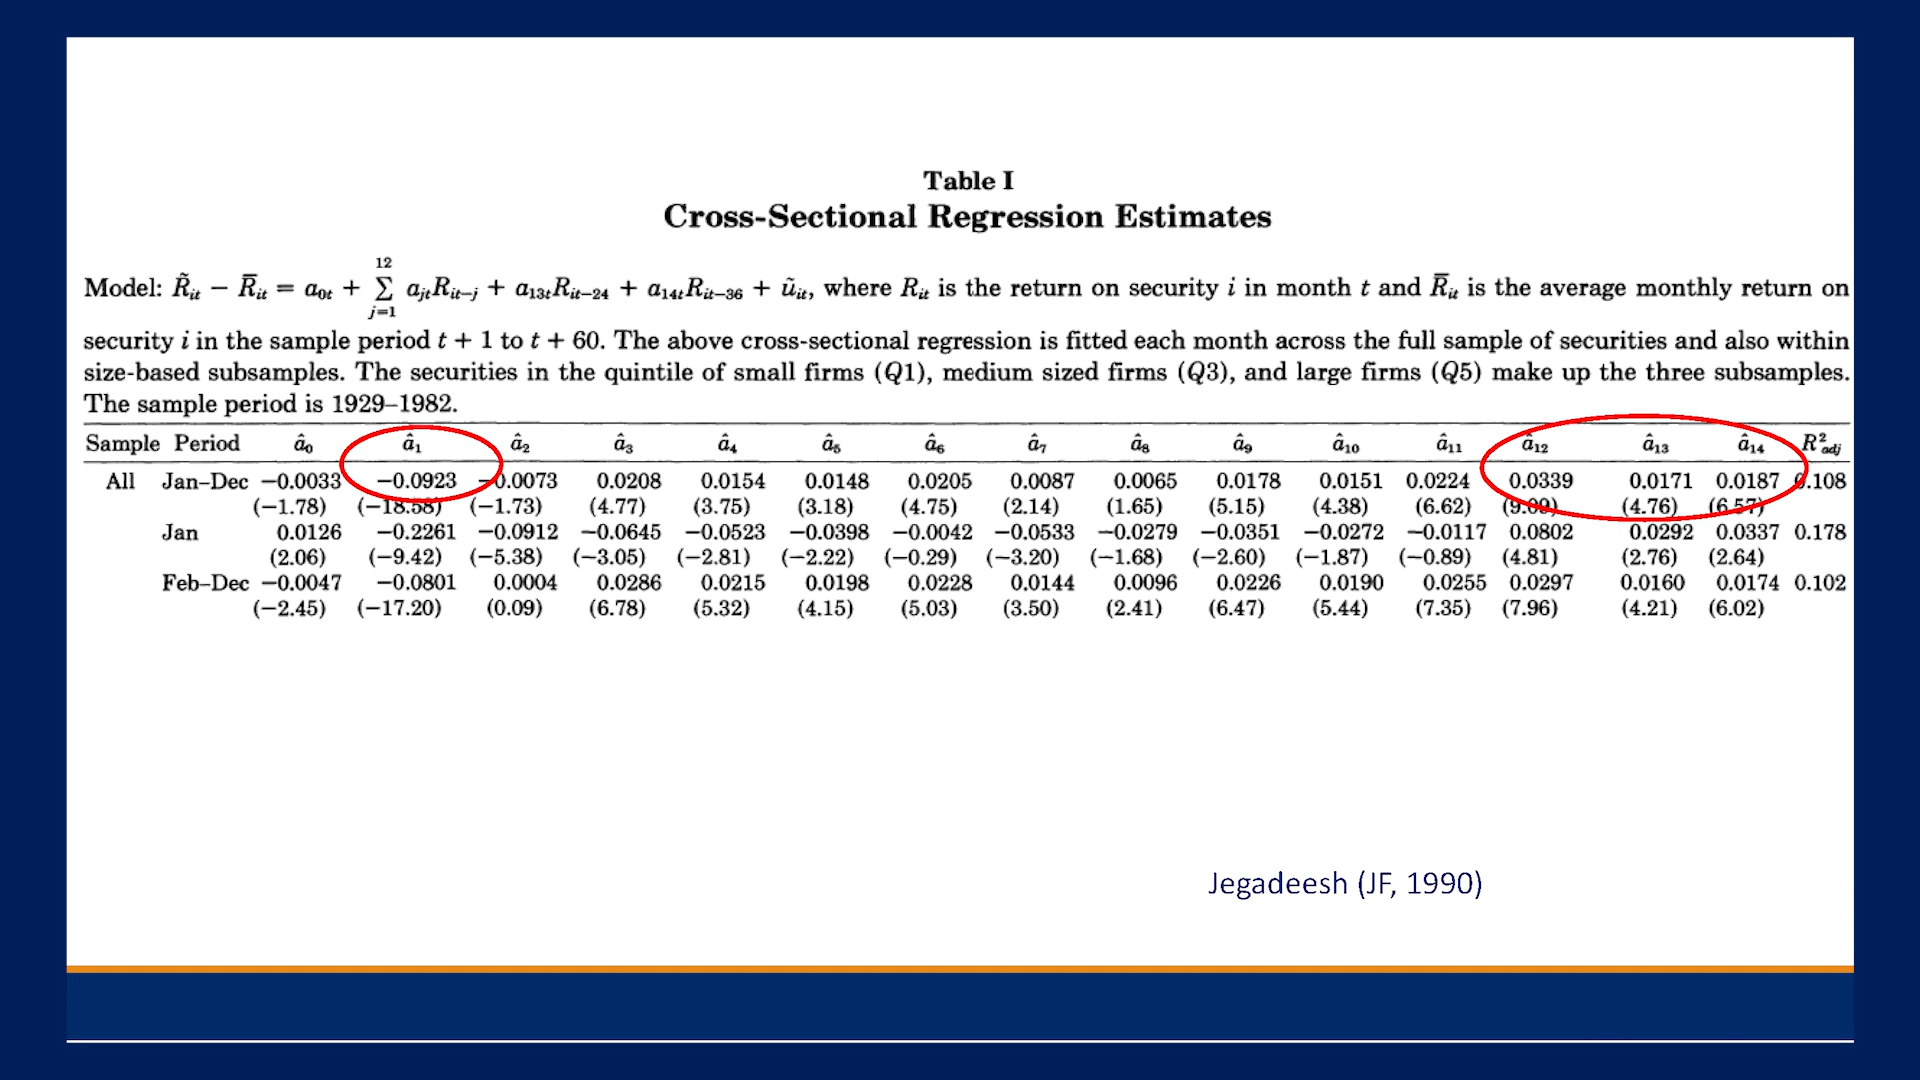 Table I
Cross-Sectional Regression Estimates
12
Model: R̃it − R̄it = a0t + Σ ajtRit−j + a13tRit−24 + a14tRit−36 + ũit, where Rit is the return on security i in month t and R̄it is the average monthly return on
j=1
security i in the sample period t + 1 to t + 60. The above cross-sectional regression is fitted each month across the full sample of securities and also within
size-based subsamples. The securities in the quintile of small firms (Q1), medium sized firms (Q3), and large firms (Q5) make up the three subsamples.
The sample period is 1929–1982.
Sample Period â0 â1 â2 â3 â4 â5 â6 â7 â8 â9 â10 â11 â12 â13 â14 R²adj
All Jan–Dec −0.0033 −0.0923 −0.0073 0.0208 0.0154 0.0148 0.0205 0.0087 0.0065 0.0178 0.0151 0.0224 0.0339 0.0171 0.0187 0.108
(−1.78) (−18.58) (−1.73) (4.77) (3.75) (3.18) (4.75) (2.14) (1.65) (5.15) (4.38) (6.62) (9.09) (4.76) (6.57)
Jan 0.0126 −0.2261 −0.0912 −0.0645 −0.0523 −0.0398 −0.0042 −0.0533 −0.0279 −0.0351 −0.0272 −0.0117 0.0802 0.0292 0.0337 0.178
(2.06) (−9.42) (−5.38) (−3.05) (−2.81) (−2.22) (−0.29) (−3.20) (−1.68) (−2.60) (−1.87) (−0.89) (4.81) (2.76) (2.64)
Feb–Dec −0.0047 −0.0801 0.0004 0.0286 0.0215 0.0198 0.0228 0.0144 0.0096 0.0226 0.0190 0.0255 0.0297 0.0160 0.0174 0.102
(−2.45) (−17.20) (0.09) (6.78) (5.32) (4.15) (5.03) (3.50) (2.41) (6.47) (5.44) (7.35) (7.96) (4.21) (6.02)
Jegadeesh (JF, 1990)